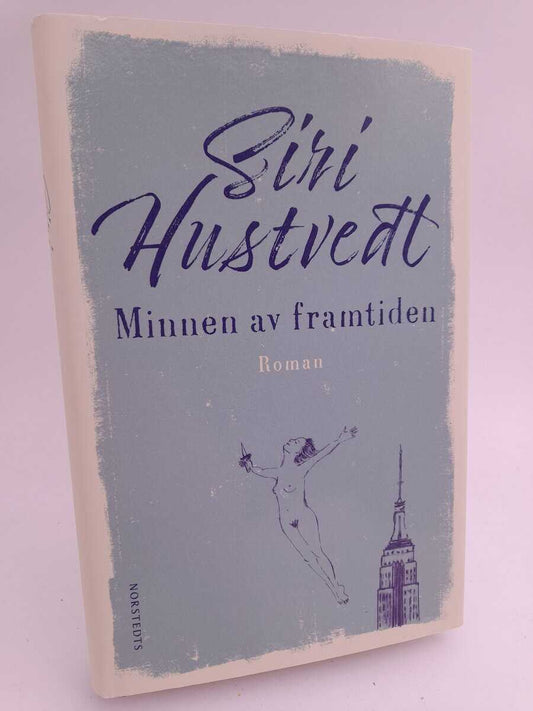 Siri
Hustvedt
Minnen av framtiden
Roman
NORSTEDTS